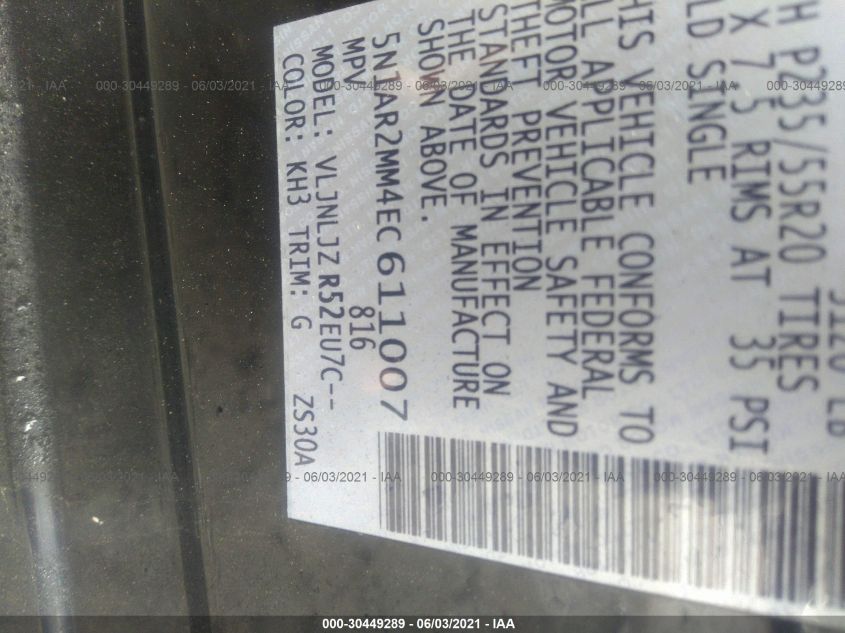 5120 LB
H P235/55R20 TIRES
X 7.5 RIMS AT 35 PSI
LD SINGLE
HIS VEHICLE CONFORMS TO
LL APPLICABLE FEDERAL
MOTOR VEHICLE SAFETY AND
THEFT PREVENTION
STANDARDS IN EFFECT ON
THE DATE OF MANUFACTURE
SHOWN ABOVE.
5N1AR2MM4EC611007
MPV 816
MODEL: VLJNLJZ R52EU7C--
COLOR: KH3 TRIM: G ZS30A
000-30449289 - 06/03/2021 - IAA